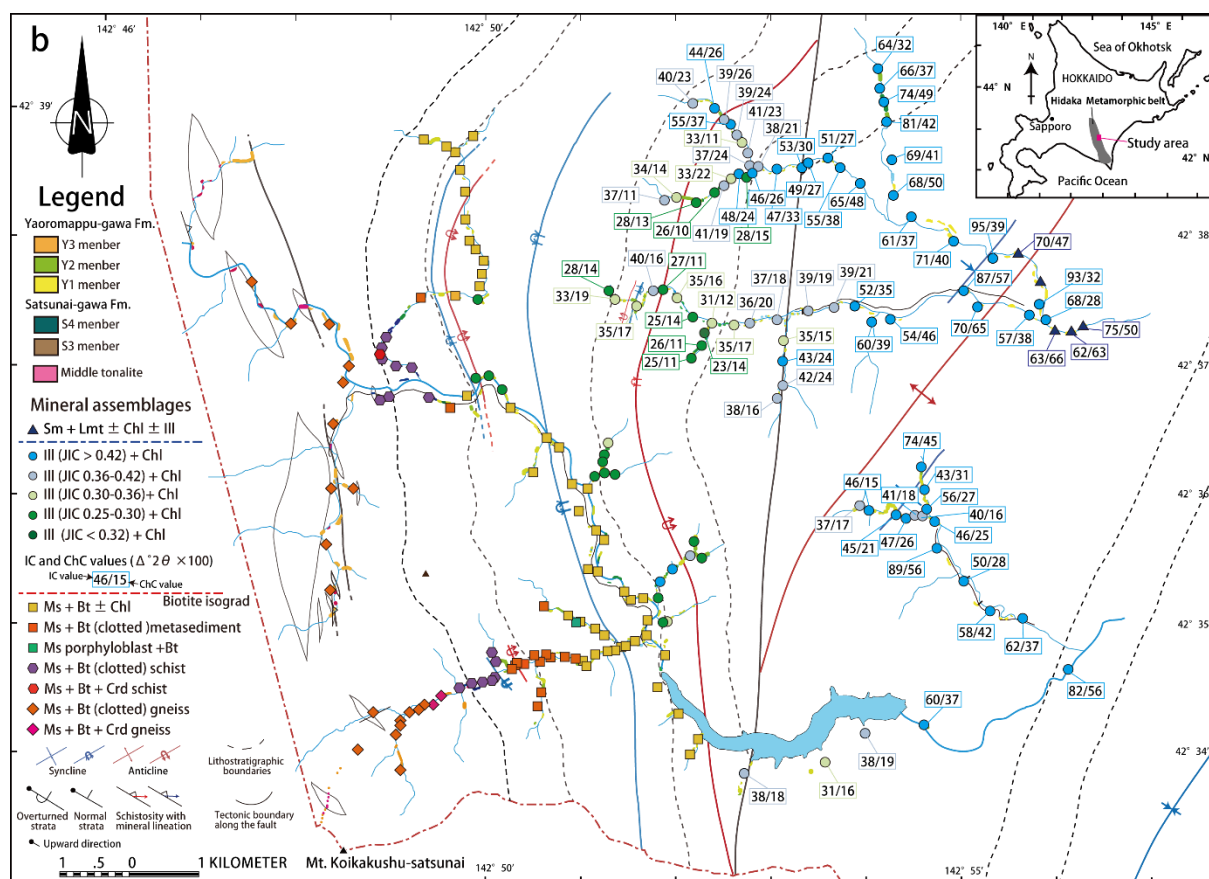 b
142° 46'
142° 50'
140° E
145° E
Sea of Okhotsk
N
44° N
HOKKAIDO
Hidaka Metamorphic belt
Sapporo
Study area
42° N
Pacific Ocean
42° 39'
42° 38'
42° 57'
42° 36'
42° 35'
42° 34'
N
Legend
Yaoromappu-gawa Fm.
Y3 menber
Y2 menber
Y1 menber
Satsunai-gawa Fm.
S4 menber
S3 menber
Middle tonalite
Mineral assemblages
Sm + Lmt ± Chl ± Ill
Ill (JIC > 0.42) + Chl
Ill (JIC 0.36-0.42) + Chl
Ill (JIC 0.30-0.36)+ Chl
Ill (JIC 0.25-0.30) + Chl
Ill (JIC < 0.32) + Chl
IC and ChC values (Δ°2θ ×100)
IC value
46/15
ChC value
Biotite isograd
Ms + Bt ± Chl
Ms + Bt (clotted )metasediment
Ms porphyloblast +Bt
Ms + Bt (clotted) schist
Ms + Bt + Crd schist
Ms + Bt (clotted) gneiss
Ms + Bt + Crd gneiss
Syncline
Anticline
Lithostratigraphic
boundaries
Overturned
strata
Normal
strata
Schistosity with
mineral lineation
Tectonic boundary
along the fault
Upward direction
1 .5 0 1 KILOMETER
Mt. Koikakushu-satsunai
142° 50'
142° 55'
64/32
66/37
74/49
81/42
69/41
68/50
44/26
39/26
40/23
39/24
41/23
55/37
38/21
33/11
51/27
53/30
37/24
34/14
33/22
37/11
49/27
46/26
65/48
47/33
55/38
48/24
28/13
26/10
41/19
28/15
61/37
71/40
95/39
70/47
87/57
93/32
68/28
75/50
70/65
57/38
63/66
62/63
40/16
27/11
28/14
35/16
37/18
39/19
39/21
33/19
31/12
36/20
52/35
35/17
25/14
35/15
54/46
60/39
26/11
35/17
25/11
23/14
43/24
42/24
38/16
74/45
43/31
46/15
41/18
56/27
37/17
40/16
45/21
47/26
46/25
89/56
50/28
58/42
62/37
82/56
60/37
38/19
38/18
31/16